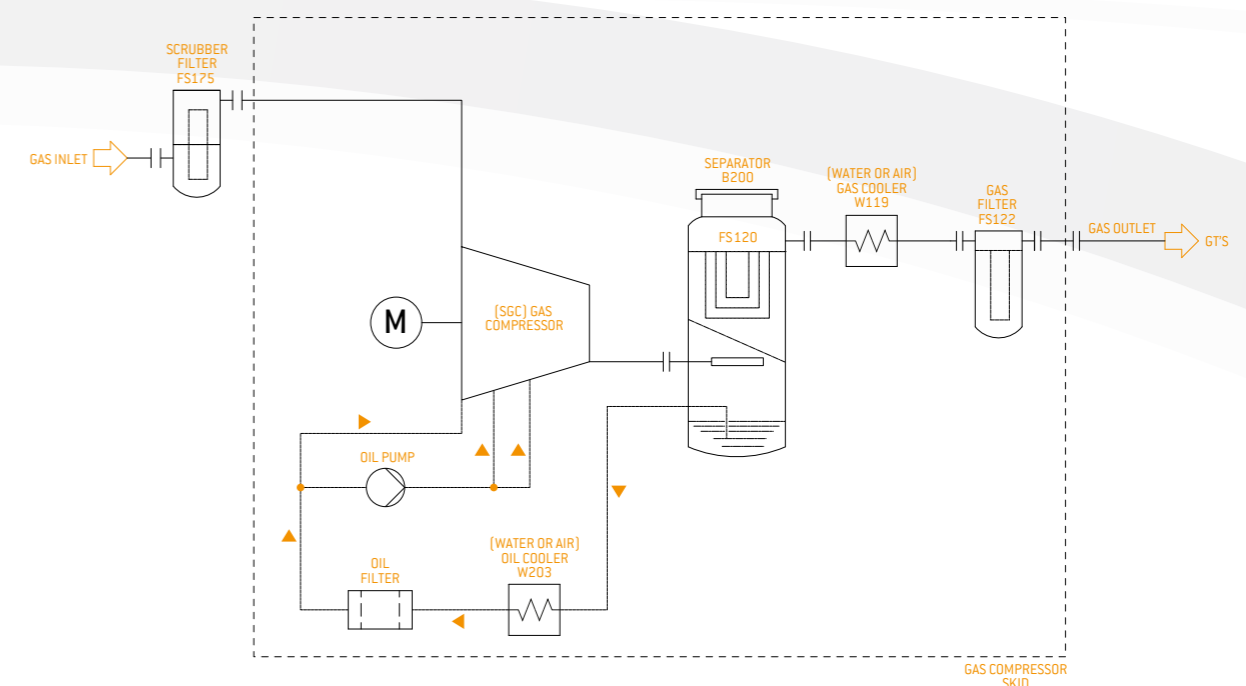 SCRUBBER
FILTER
FS175
GAS INLET
SEPARATOR
B200
FS120
(WATER OR AIR)
GAS COOLER
W119
GAS
FILTER
FS122
GAS OUTLET
GT'S
M
(SGC) GAS
COMPRESSOR
OIL PUMP
OIL
FILTER
(WATER OR AIR)
OIL COOLER
W203
GAS COMPRESSOR
SKID